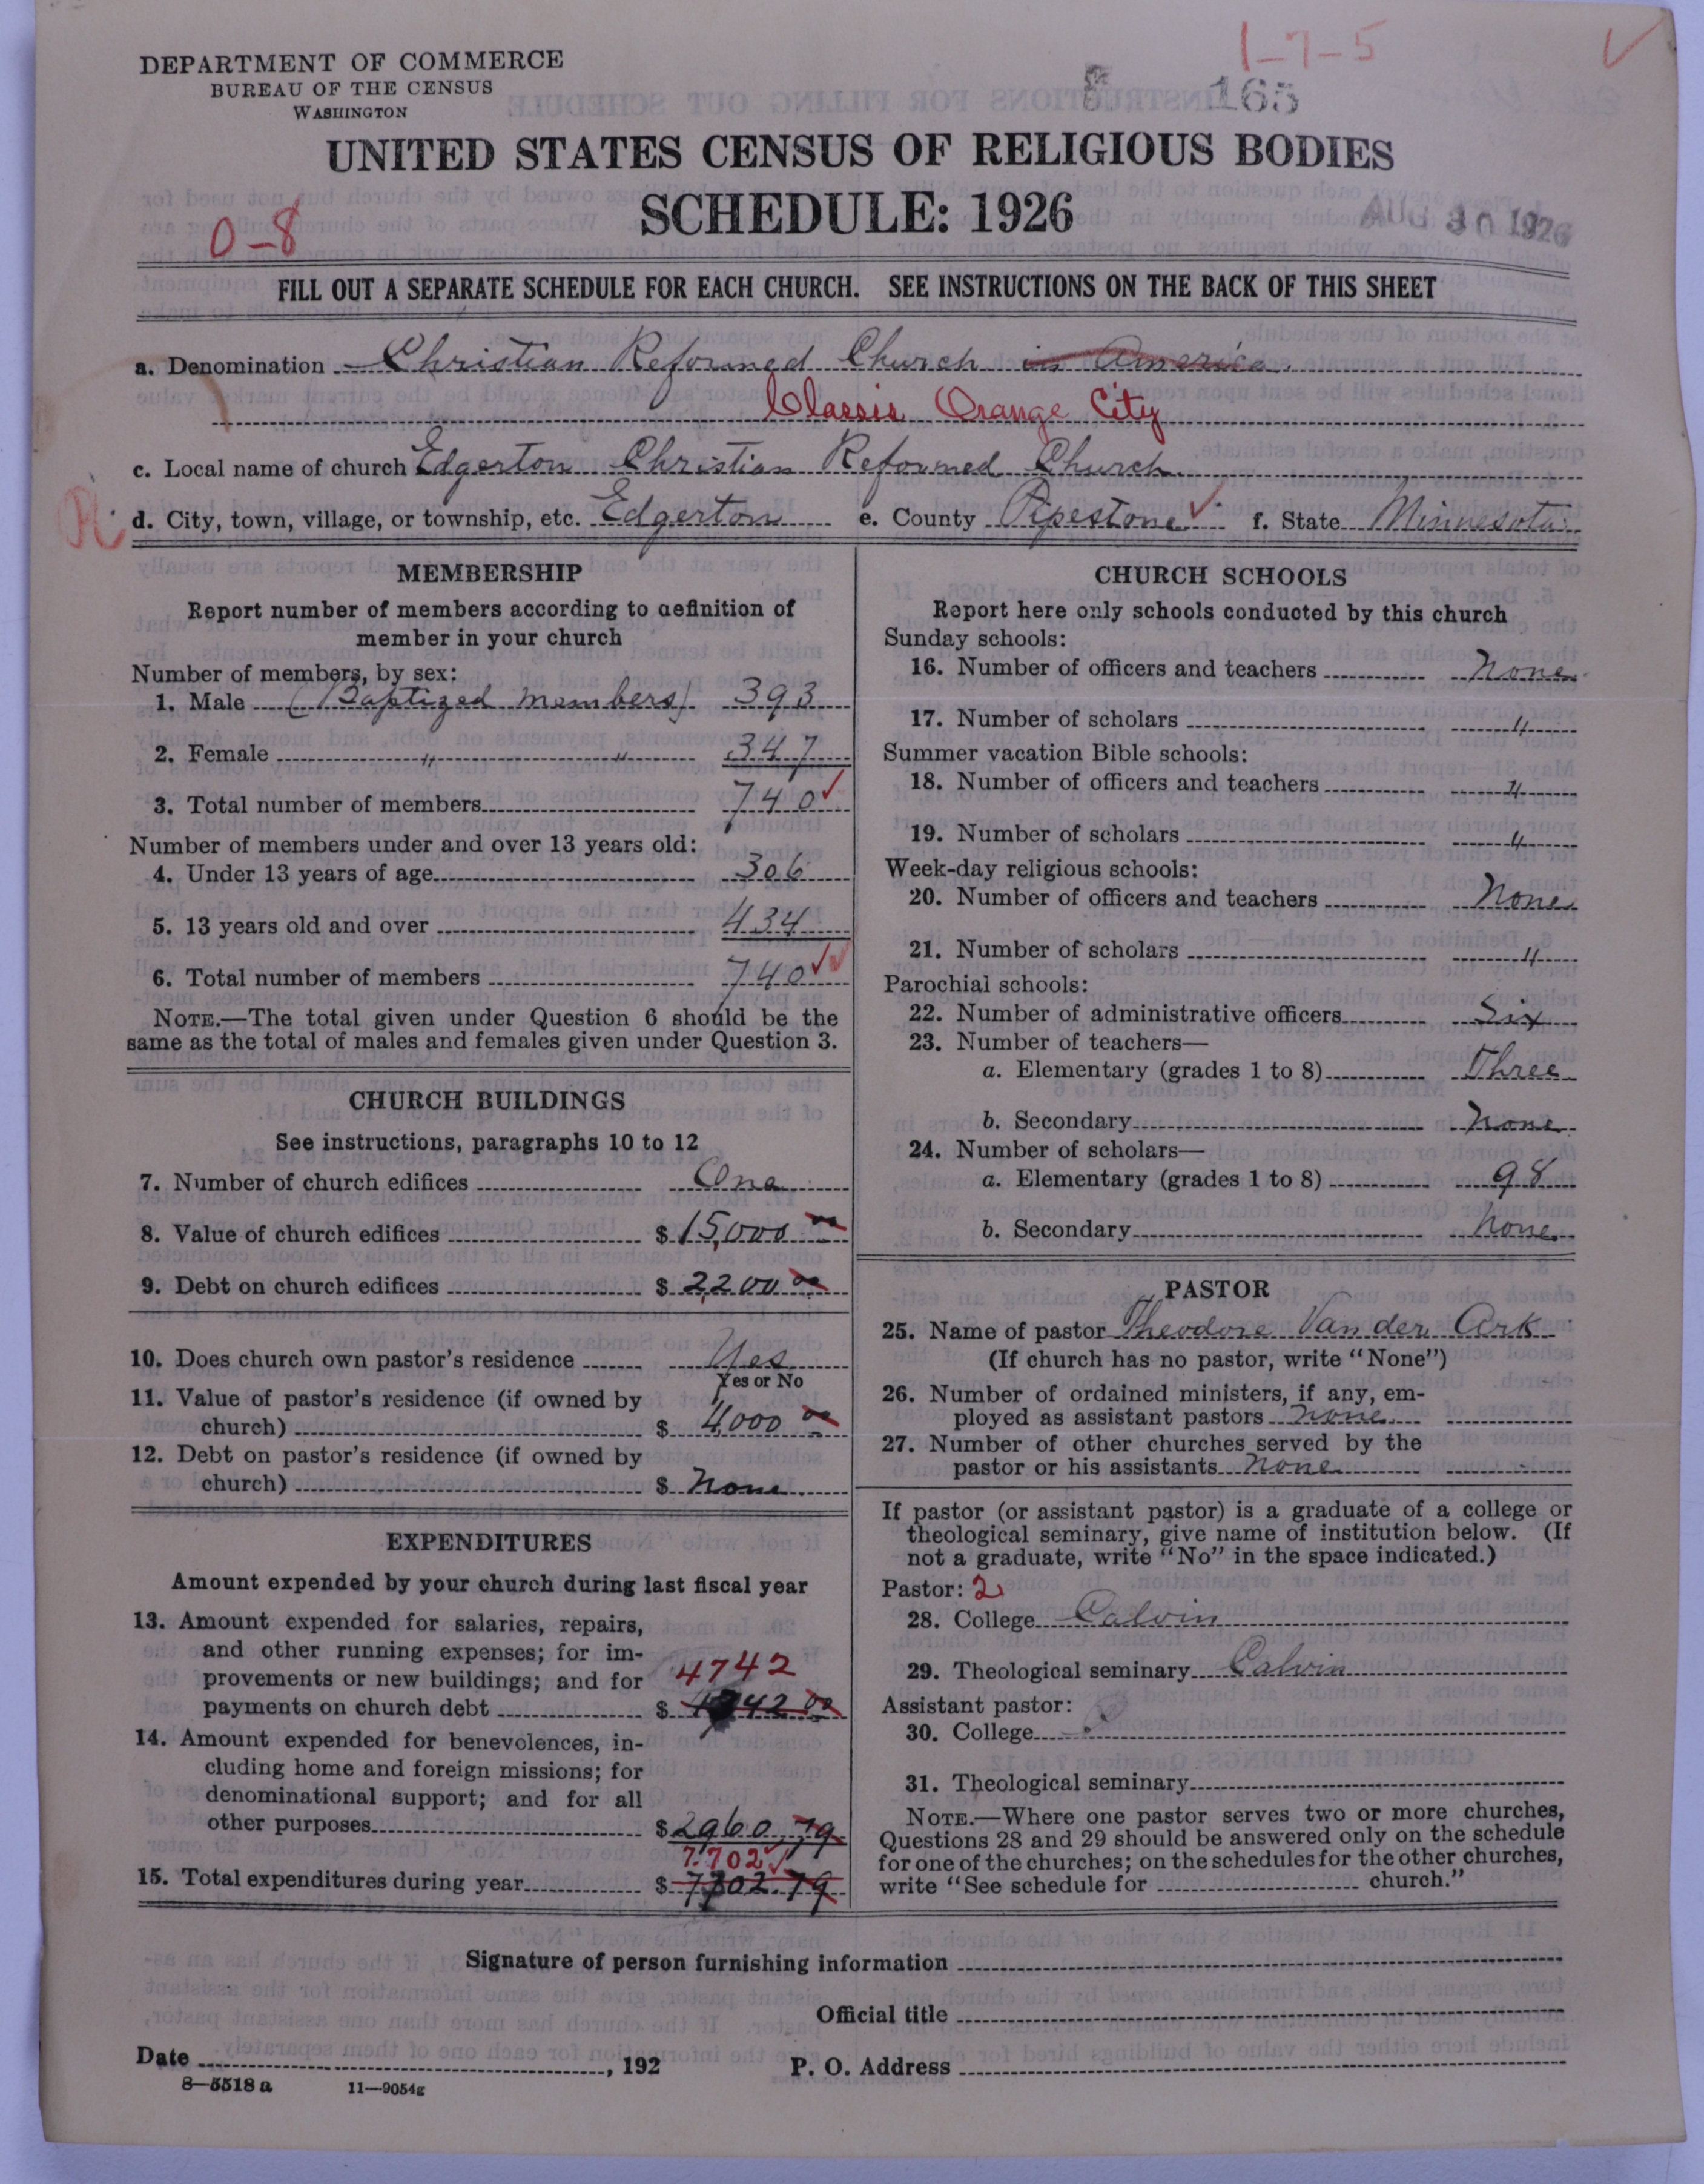 1-7-5
DEPARTMENT OF COMMERCE
BUREAU OF THE CENSUS
WASHINGTON
165
UNITED STATES CENSUS OF RELIGIOUS BODIES
SCHEDULE: 1926
AUG 30 1926
0-8
FILL OUT A SEPARATE SCHEDULE FOR EACH CHURCH. SEE INSTRUCTIONS ON THE BACK OF THIS SHEET
a. Denomination Christian Reformed Church in America
Classis Orange City
c. Local name of church Edgerton Christian Reformed Church
d. City, town, village, or township, etc. Edgerton e. County Pipestone f. State Minnesota
MEMBERSHIP
Report number of members according to definition of
member in your church
Number of members, by sex:
1. Male (Baptized members) 393
2. Female " " 347
3. Total number of members 740
Number of members under and over 13 years old:
4. Under 13 years of age 306
5. 13 years old and over 434
6. Total number of members 740
NOTE.—The total given under Question 6 should be the
same as the total of males and females given under Question 3.
CHURCH BUILDINGS
See instructions, paragraphs 10 to 12
7. Number of church edifices One
8. Value of church edifices $ 15,000 00
9. Debt on church edifices $ 2,200 00
10. Does church own pastor's residence Yes
Yes or No
11. Value of pastor's residence (if owned by
church) $ 4,000 00
12. Debt on pastor's residence (if owned by
church) $ None
EXPENDITURES
Amount expended by your church during last fiscal year
13. Amount expended for salaries, repairs,
and other running expenses; for im-
provements or new buildings; and for 4742
payments on church debt $ 4742 00
14. Amount expended for benevolences, in-
cluding home and foreign missions; for
denominational support; and for all
other purposes $ 2960,79
7,702
15. Total expenditures during year $ 7702.79
CHURCH SCHOOLS
Report here only schools conducted by this church
Sunday schools:
16. Number of officers and teachers None
17. Number of scholars "
Summer vacation Bible schools:
18. Number of officers and teachers "
19. Number of scholars "
Week-day religious schools:
20. Number of officers and teachers None
21. Number of scholars "
Parochial schools:
22. Number of administrative officers Six
23. Number of teachers—
a. Elementary (grades 1 to 8) Three
b. Secondary None
24. Number of scholars—
a. Elementary (grades 1 to 8) 98
b. Secondary None
PASTOR
25. Name of pastor Theodore Van der Ark
(If church has no pastor, write "None")
26. Number of ordained ministers, if any, em-
ployed as assistant pastors None
27. Number of other churches served by the
pastor or his assistants None
If pastor (or assistant pastor) is a graduate of a college or
theological seminary, give name of institution below. (If
not a graduate, write "No" in the space indicated.)
Pastor: 2
28. College Calvin
29. Theological seminary Calvin
Assistant pastor:
30. College
31. Theological seminary
NOTE.—Where one pastor serves two or more churches,
Questions 28 and 29 should be answered only on the schedule
for one of the churches; on the schedules for the other churches,
write "See schedule for church."
Signature of person furnishing information
Official title
Date , 192 P. O. Address
8—5518 a 11—9054g